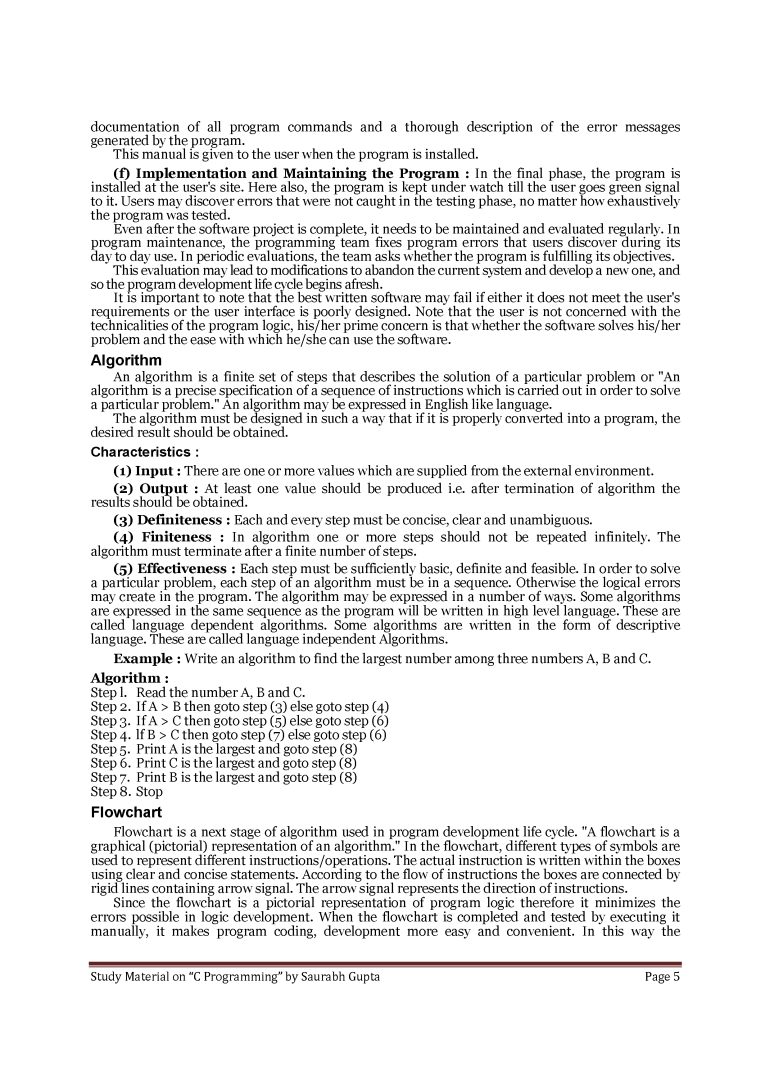 documentation of all program commands and a thorough description of the error messages
generated by the program.
This manual is given to the user when the program is installed.
(f) Implementation and Maintaining the Program : In the final phase, the program is
installed at the user's site. Here also, the program is kept under watch till the user goes green signal
to it. Users may discover errors that were not caught in the testing phase, no matter how exhaustively
the program was tested.
Even after the software project is complete, it needs to be maintained and evaluated regularly. In
program maintenance, the programming team fixes program errors that users discover during its
day to day use. In periodic evaluations, the team asks whether the program is fulfilling its objectives.
This evaluation may lead to modifications to abandon the current system and develop a new one, and
so the program development life cycle begins afresh.
It is important to note that the best written software may fail if either it does not meet the user's
requirements or the user interface is poorly designed. Note that the user is not concerned with the
technicalities of the program logic, his/her prime concern is that whether the software solves his/her
problem and the ease with which he/she can use the software.
Algorithm
An algorithm is a finite set of steps that describes the solution of a particular problem or "An
algorithm is a precise specification of a sequence of instructions which is carried out in order to solve
a particular problem." An algorithm may be expressed in English like language.
The algorithm must be designed in such a way that if it is properly converted into a program, the
desired result should be obtained.
Characteristics :
(1) Input : There are one or more values which are supplied from the external environment.
(2) Output : At least one value should be produced i.e. after termination of algorithm the
results should be obtained.
(3) Definiteness : Each and every step must be concise, clear and unambiguous.
(4) Finiteness : In algorithm one or more steps should not be repeated infinitely. The
algorithm must terminate after a finite number of steps.
(5) Effectiveness : Each step must be sufficiently basic, definite and feasible. In order to solve
a particular problem, each step of an algorithm must be in a sequence. Otherwise the logical errors
may create in the program. The algorithm may be expressed in a number of ways. Some algorithms
are expressed in the same sequence as the program will be written in high level language. These are
called language dependent algorithms. Some algorithms are written in the form of descriptive
language. These are called language independent Algorithms.
Example : Write an algorithm to find the largest number among three numbers A, B and C.
Algorithm :
Step l. Read the number A, B and C.
Step 2. If A > B then goto step (3) else goto step (4)
Step 3. If A > C then goto step (5) else goto step (6)
Step 4. lf B > C then goto step (7) else goto step (6)
Step 5. Print A is the largest and goto step (8)
Step 6. Print C is the largest and goto step (8)
Step 7. Print B is the largest and goto step (8)
Step 8. Stop
Flowchart
Flowchart is a next stage of algorithm used in program development life cycle. "A flowchart is a
graphical (pictorial) representation of an algorithm." In the flowchart, different types of symbols are
used to represent different instructions/operations. The actual instruction is written within the boxes
using clear and concise statements. According to the flow of instructions the boxes are connected by
rigid lines containing arrow signal. The arrow signal represents the direction of instructions.
Since the flowchart is a pictorial representation of program logic therefore it minimizes the
errors possible in logic development. When the flowchart is completed and tested by executing it
manually, it makes program coding, development more easy and convenient. In this way the
Study Material on “C Programming” by Saurabh Gupta Page 5